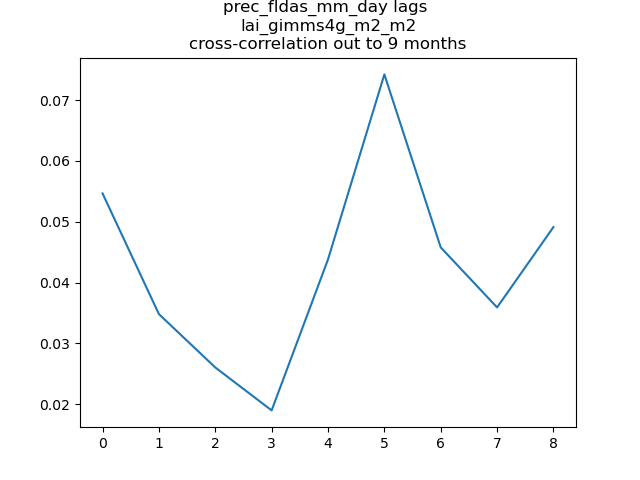 prec_fldas_mm_day lags
lai_gimms4g_m2_m2
cross-correlation out to 9 months
0.07
0.06
0.05
0.04
0.03
0.02
0 1 2 3 4 5 6 7 8